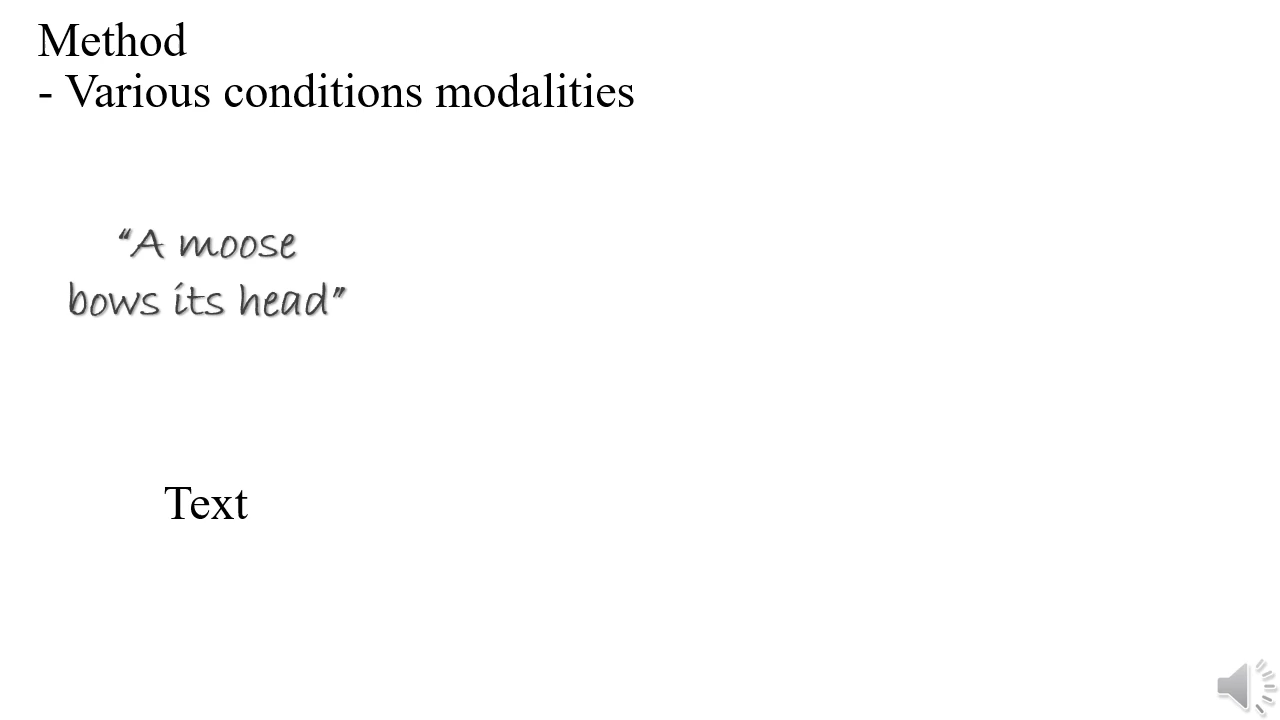 Method
- Various conditions modalities
“A moose
bows its head”
Text